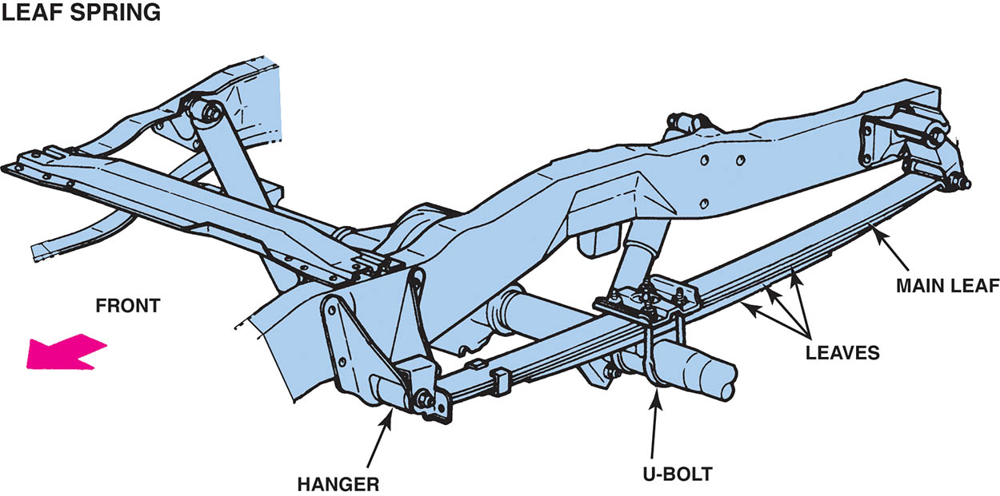 LEAF SPRING
MAIN LEAF
FRONT
LEAVES
HANGER
U-BOLT